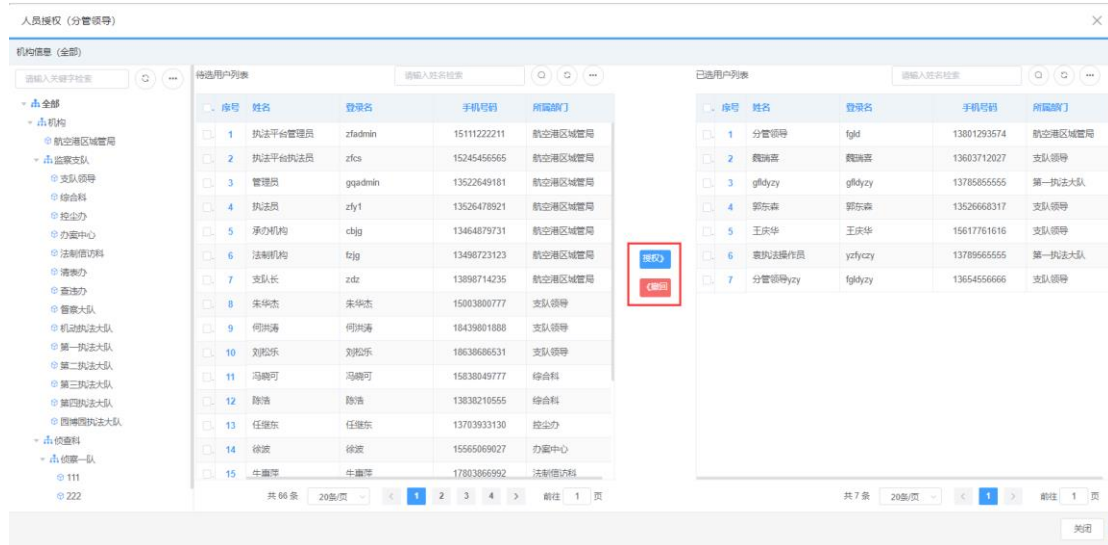 人员授权（分管领导）
机构信息（全部）
请输入关键字检索
全部
机构
航空港区城管局
监察支队
支队领导
综合科
控尘办
办案中心
法制信访科
清表办
查违办
督察大队
机动执法大队
第一执法大队
第二执法大队
第三执法大队
第四执法大队
园博园执法大队
侦查科
侦察一队
111
222
待选用户列表 请输入姓名检索
序号 姓名 登录名 手机号码 所属部门
1 执法平台管理员 zfadmin 15111222211 航空港区城管局
2 执法平台执法员 zfcs 15245456565 航空港区城管局
3 管理员 gqadmin 13522649181 航空港区城管局
4 执法员 zfy1 13526478921 航空港区城管局
5 承办机构 cbjg 13464879731 航空港区城管局
6 法制机构 fzjg 13498723123 航空港区城管局
7 支队长 zdz 13898714235 航空港区城管局
8 朱华杰 朱华杰 15003800777 支队领导
9 何洪涛 何洪涛 18439801888 支队领导
10 刘松乐 刘松乐 18638686531 支队领导
11 冯晓可 冯晓可 15838049777 综合科
12 陈浩 陈浩 13838210555 综合科
13 任继东 任继东 13703933130 控尘办
14 徐波 徐波 15565069027 办案中心
15 17803866992 法制信访科
共 66 条 20条/页 1 2 3 4 前往 1 页
授权》
《撤回
已选用户列表 请输入姓名检索
序号 姓名 登录名 手机号码 所属部门
1 分管领导 fgld 13801293574 航空港区城管局
2 魏瑞喜 魏瑞喜 13603712027 支队领导
3 gfldyzy gfldyzy 13785855555 第一执法大队
4 郭东森 郭东森 13526668317 支队领导
5 王庆华 王庆华 15617761616 支队领导
6 袁执法操作员 yzfyczy 13789565555 第一执法大队
7 分管领导yzy fgldyzy 13654556666 支队领导
共 7 条 20条/页 1 前往 1 页
关闭